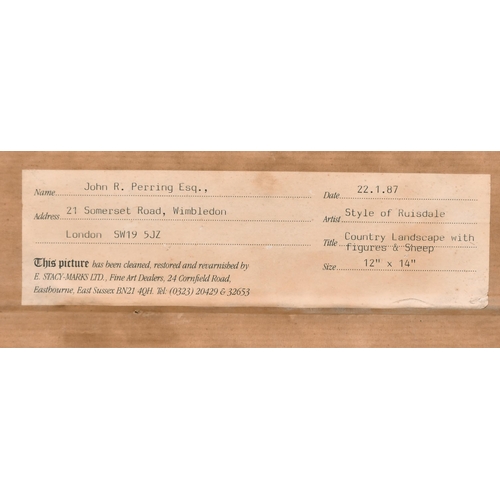 Name John R. Perring Esq.,
Address 21 Somerset Road, Wimbledon
London SW19 5JZ
This picture has been cleaned, restored and revarnished by
E. STACY-MARKS LTD., Fine Art Dealers, 24 Cornfield Road,
Eastbourne, East Sussex BN21 4QH. Tel: (0323) 20429 & 32653
Date 22.1.87
Artist Style of Ruisdale
Title Country Landscape with
figures & Sheep
Size 12" x 14"